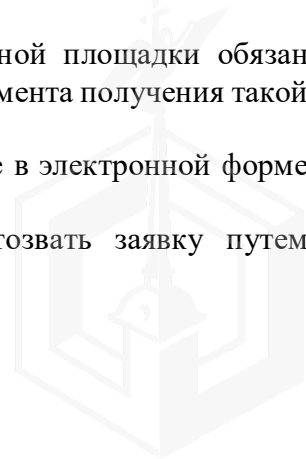 ной площадки обязан
мента получения такой
е в электронной форме
тозвать заявку путем